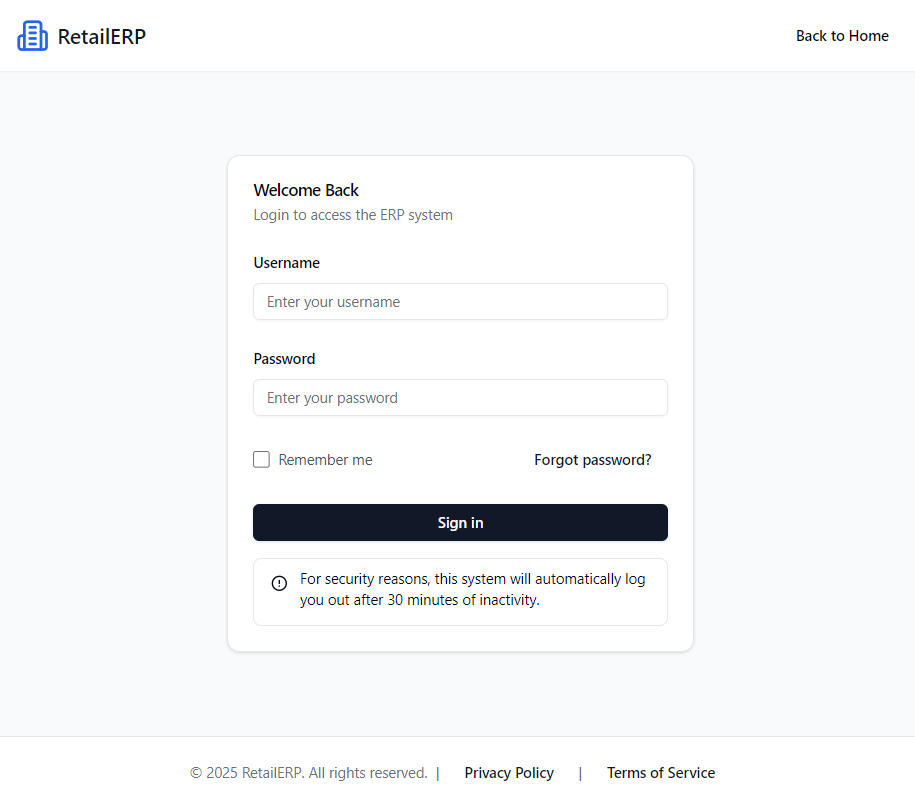 RetailERP
Back to Home
Welcome Back
Login to access the ERP system
Username
Enter your username
Password
Enter your password
Remember me
Forgot password?
Sign in
For security reasons, this system will automatically log
you out after 30 minutes of inactivity.
© 2025 RetailERP. All rights reserved. | Privacy Policy | Terms of Service